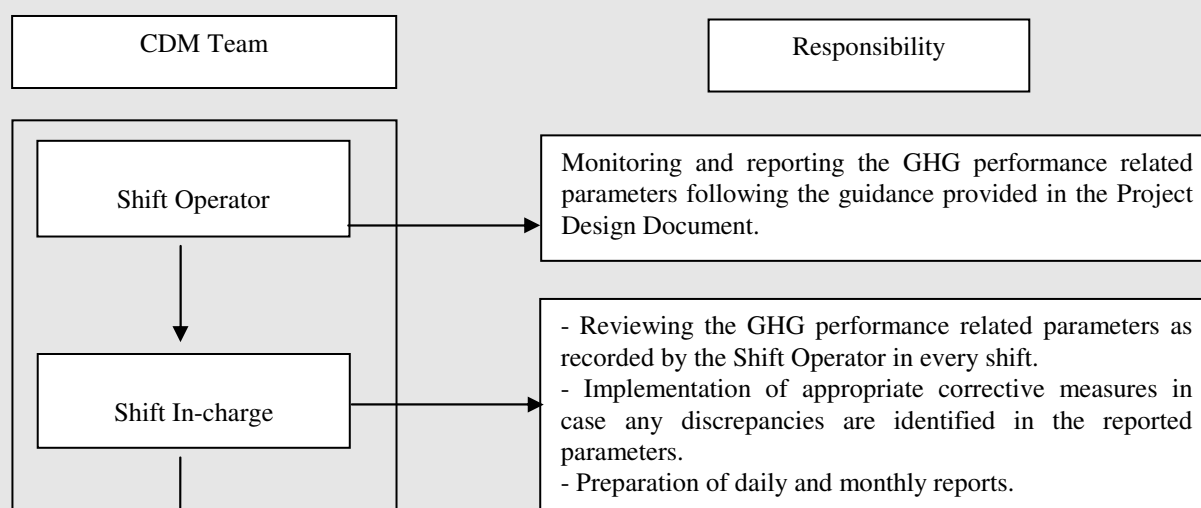 CDM Team
Responsibility
Shift Operator
Monitoring and reporting the GHG performance related
parameters following the guidance provided in the Project
Design Document.
Shift In-charge
- Reviewing the GHG performance related parameters as
recorded by the Shift Operator in every shift.
- Implementation of appropriate corrective measures in
case any discrepancies are identified in the reported
parameters.
- Preparation of daily and monthly reports.